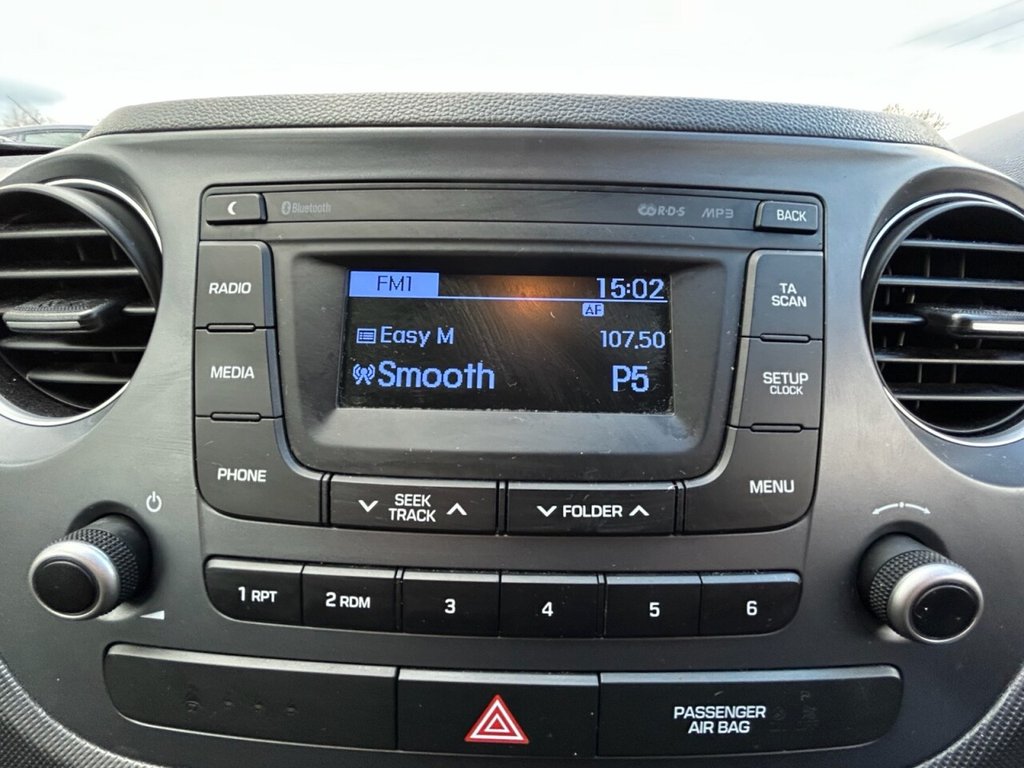 Bluetooth
R·D·S MP3
BACK
RADIO
FM1
15:02
TA
SCAN
AF
Easy M
107.50
MEDIA
Smooth
P5
SETUP
CLOCK
PHONE
SEEK
TRACK
FOLDER
MENU
1 RPT
2 RDM
3
4
5
6
PASSENGER
AIR BAG